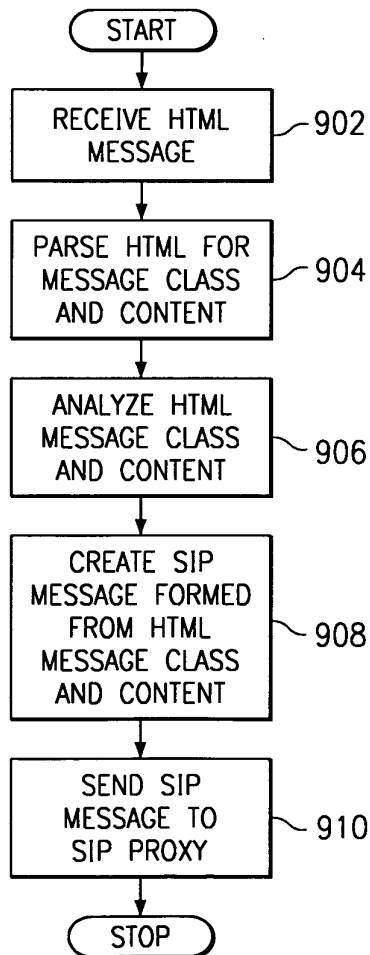 START
RECEIVE HTML
MESSAGE
902
PARSE HTML FOR
MESSAGE CLASS
AND CONTENT
904
ANALYZE HTML
MESSAGE CLASS
AND CONTENT
906
CREATE SIP
MESSAGE FORMED
FROM HTML
MESSAGE CLASS
AND CONTENT
908
SEND SIP
MESSAGE TO
SIP PROXY
910
STOP